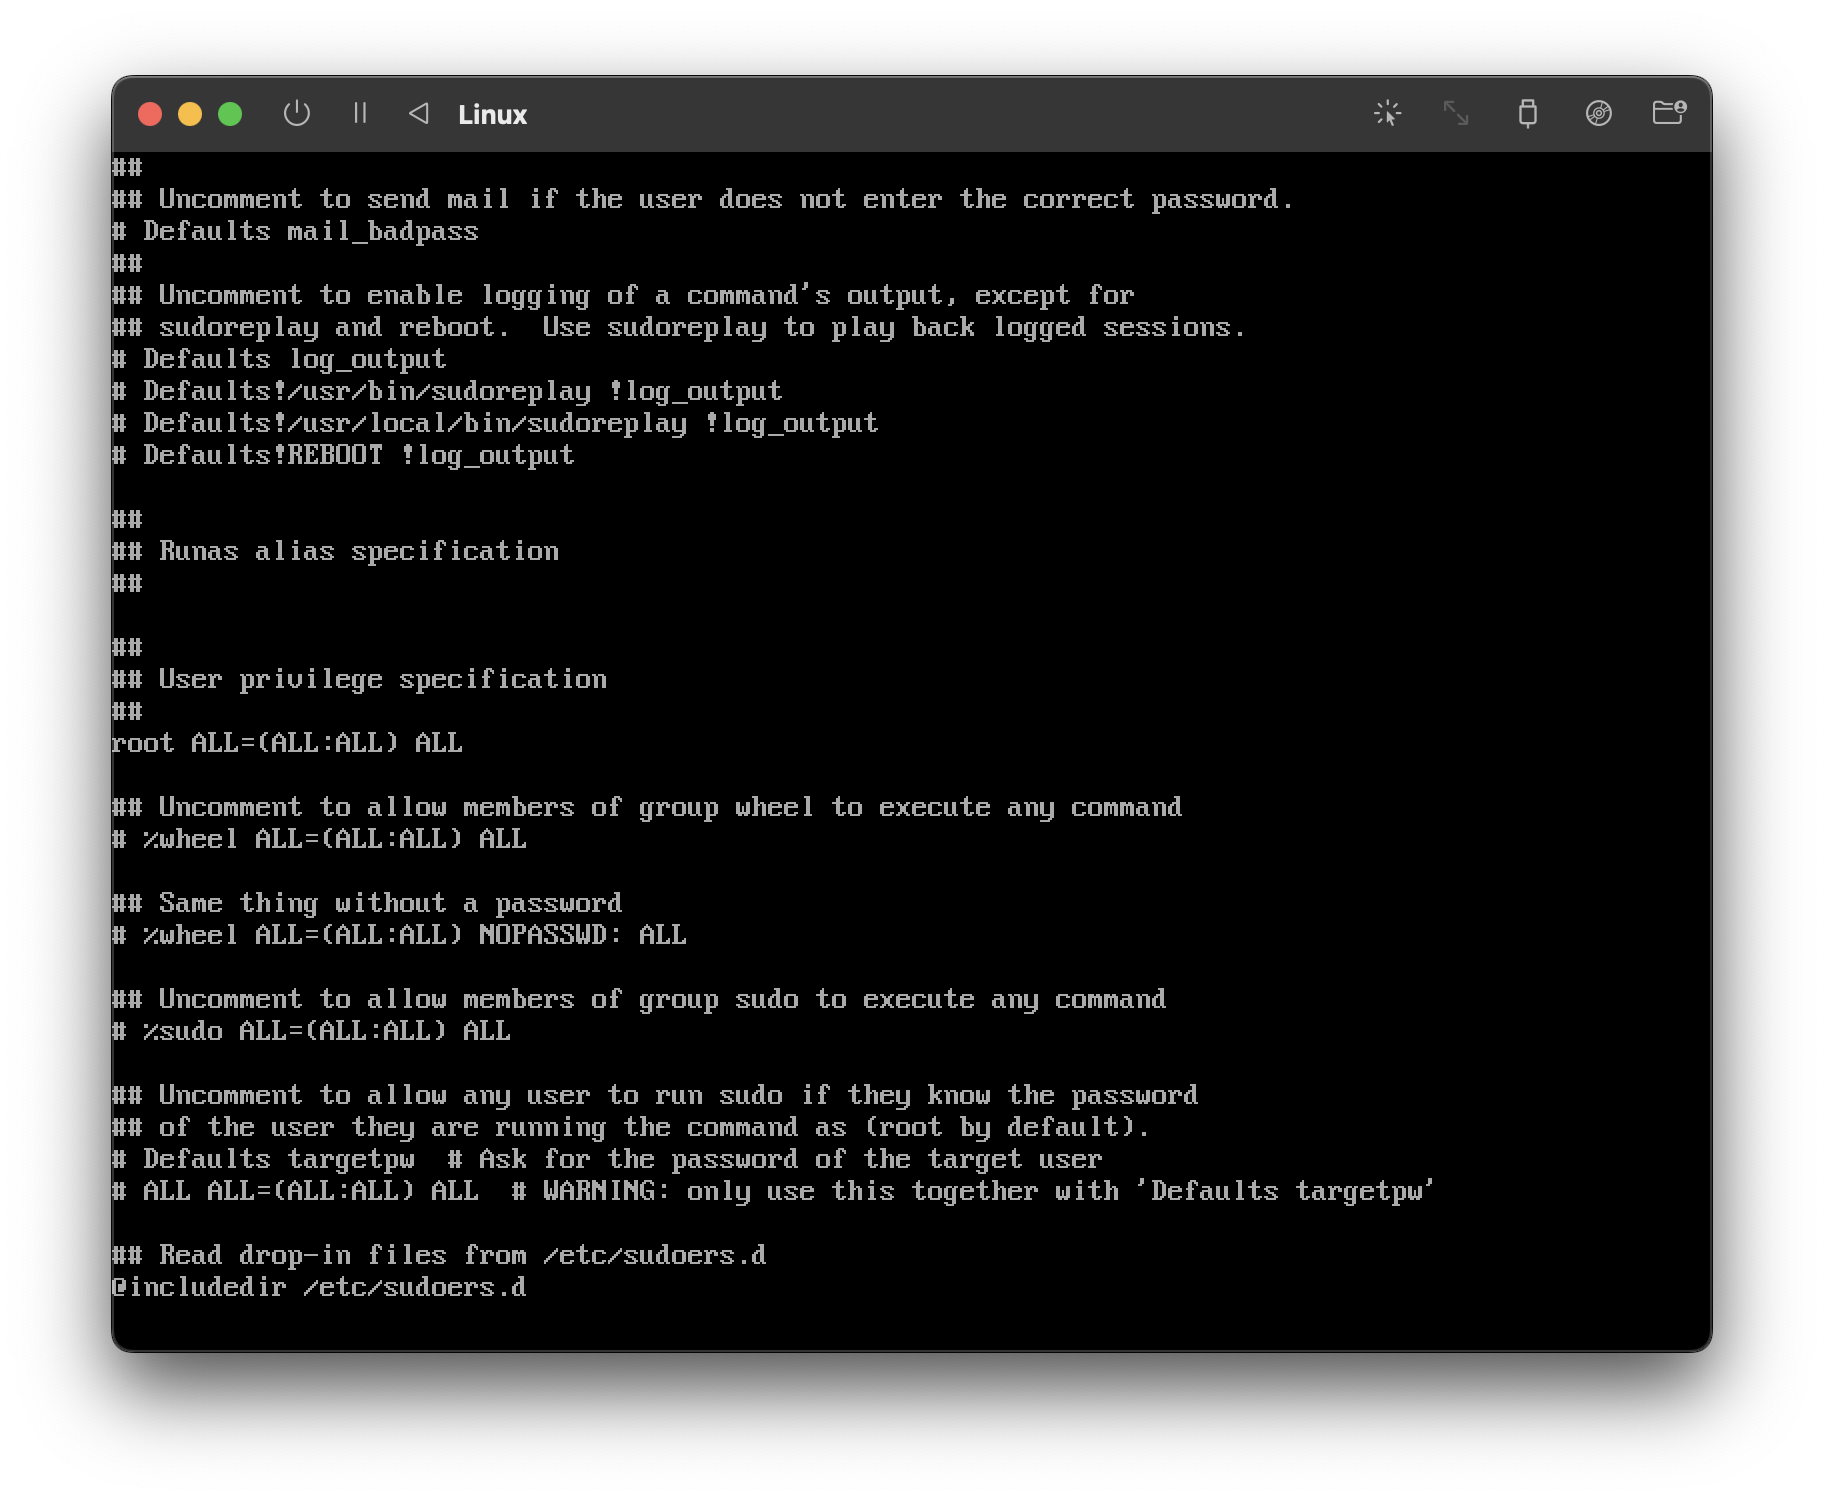 Linux
##
## Uncomment to send mail if the user does not enter the correct password.
# Defaults mail_badpass
##
## Uncomment to enable logging of a command's output, except for
## sudoreplay and reboot.  Use sudoreplay to play back logged sessions.
# Defaults log_output
# Defaults!/usr/bin/sudoreplay !log_output
# Defaults!/usr/local/bin/sudoreplay !log_output
# Defaults!REBOOT !log_output
##
## Runas alias specification
##
##
## User privilege specification
##
root ALL=(ALL:ALL) ALL
## Uncomment to allow members of group wheel to execute any command
# %wheel ALL=(ALL:ALL) ALL
## Same thing without a password
# %wheel ALL=(ALL:ALL) NOPASSWD: ALL
## Uncomment to allow members of group sudo to execute any command
# %sudo ALL=(ALL:ALL) ALL
## Uncomment to allow any user to run sudo if they know the password
## of the user they are running the command as (root by default).
# Defaults targetpw  # Ask for the password of the target user
# ALL ALL=(ALL:ALL) ALL  # WARNING: only use this together with 'Defaults targetpw'
## Read drop-in files from /etc/sudoers.d
@includedir /etc/sudoers.d